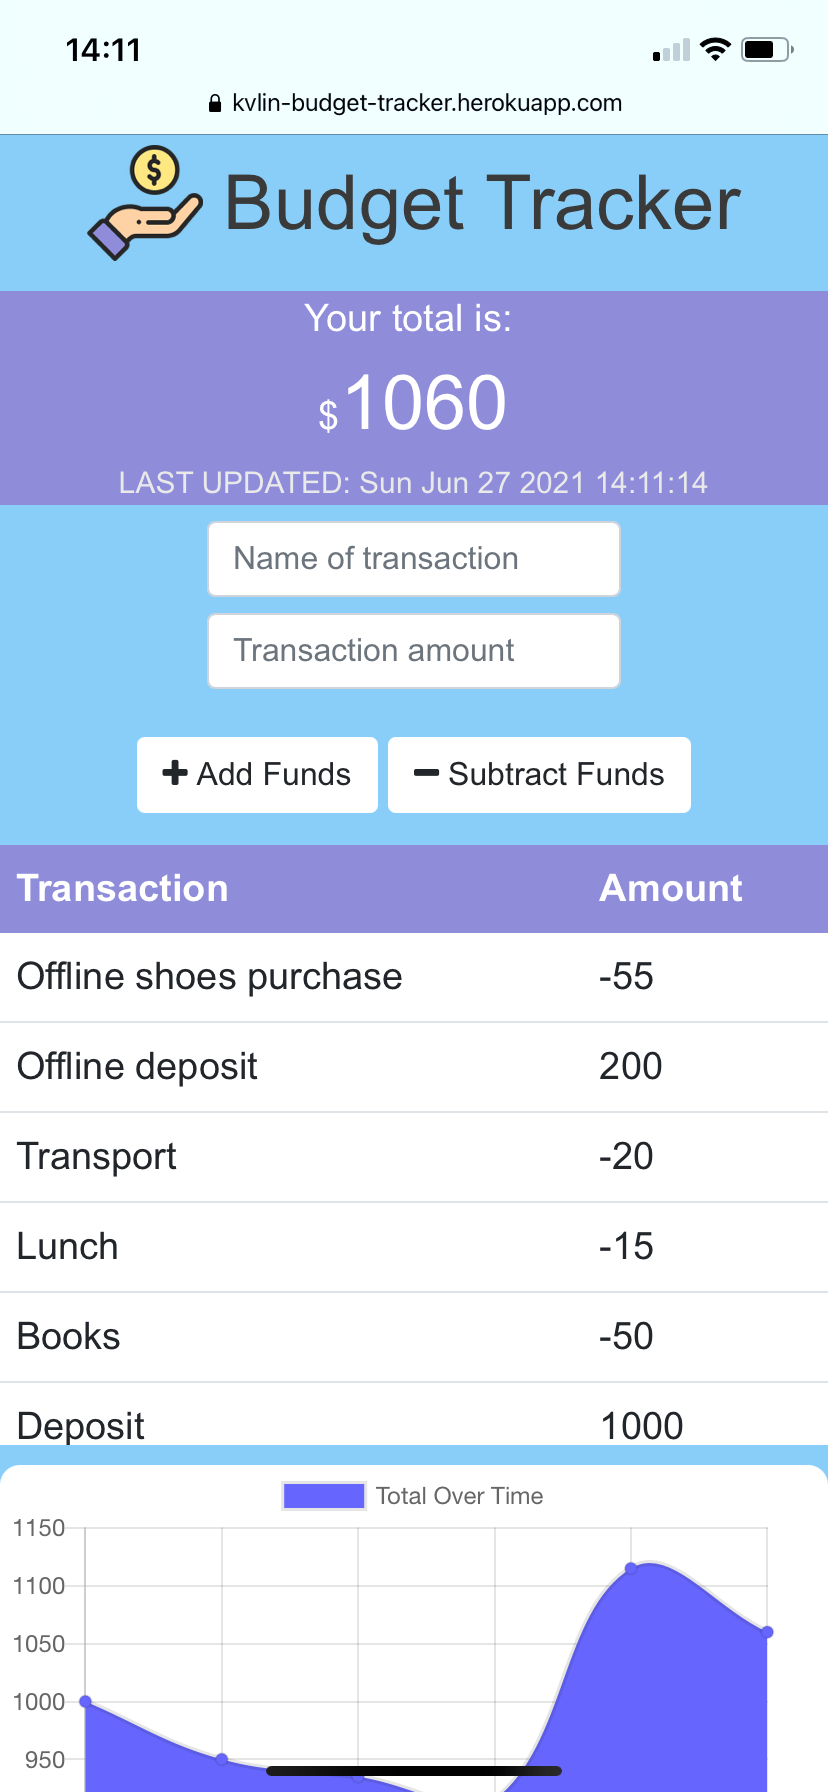 14:11
kvlin-budget-tracker.herokuapp.com
$
Budget Tracker
Your total is:
$1060
LAST UPDATED: Sun Jun 27 2021 14:11:14
Name of transaction
Transaction amount
+ Add Funds − Subtract Funds
Transaction Amount
Offline shoes purchase -55
Offline deposit 200
Transport -20
Lunch -15
Books -50
Deposit 1000
Total Over Time
1150
1100
1050
1000
950